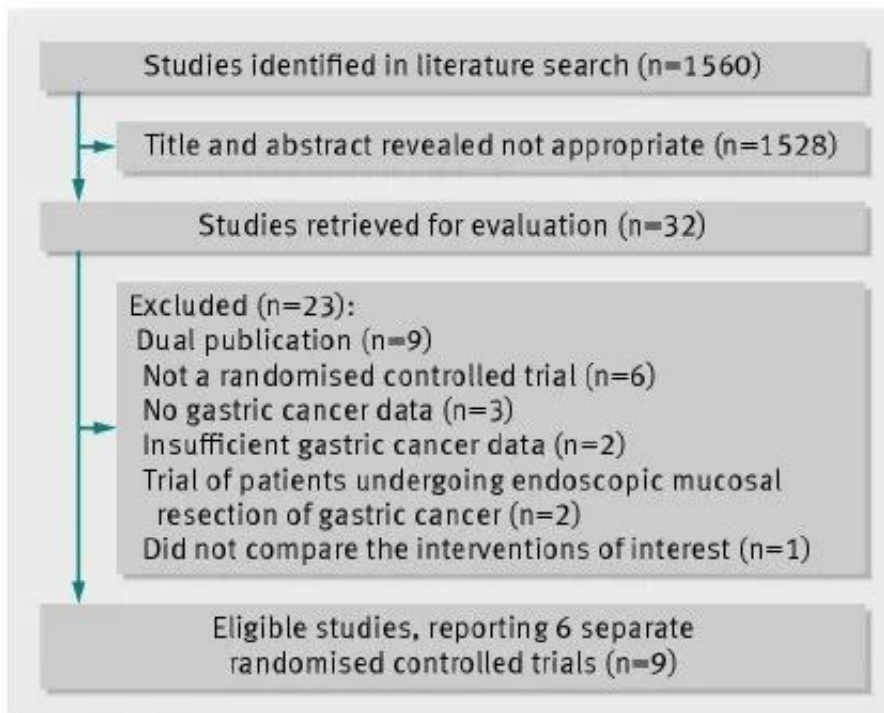 Studies identified in literature search (n=1560)
Title and abstract revealed not appropriate (n=1528)
Studies retrieved for evaluation (n=32)
Excluded (n=23):
Dual publication (n=9)
Not a randomised controlled trial (n=6)
No gastric cancer data (n=3)
Insufficient gastric cancer data (n=2)
Trial of patients undergoing endoscopic mucosal
resection of gastric cancer (n=2)
Did not compare the interventions of interest (n=1)
Eligible studies, reporting 6 separate
randomised controlled trials (n=9)